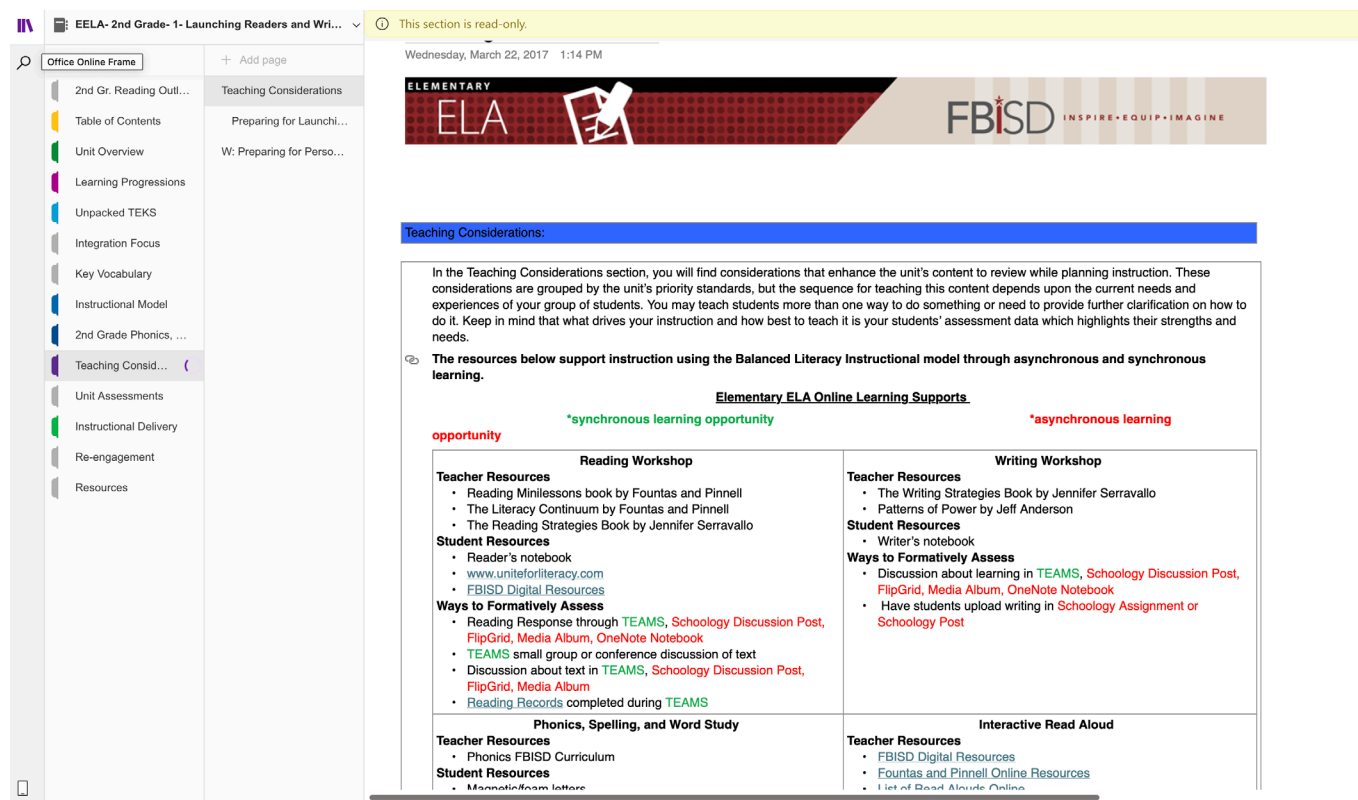 EELA- 2nd Grade- 1- Launching Readers and Wri...
This section is read-only.
Office Online Frame
Add page
Wednesday, March 22, 2017 1:14 PM
2nd Gr. Reading Outl...
Table of Contents
Unit Overview
Learning Progressions
Unpacked TEKS
Integration Focus
Key Vocabulary
Instructional Model
2nd Grade Phonics, ...
Teaching Consid...
Unit Assessments
Instructional Delivery
Re-engagement
Resources
Teaching Considerations
Preparing for Launchi...
W: Preparing for Perso...
ELEMENTARY
ELA
FBISD INSPIRE•EQUIP•IMAGINE
Teaching Considerations:
In the Teaching Considerations section, you will find considerations that enhance the unit's content to review while planning instruction. These
considerations are grouped by the unit's priority standards, but the sequence for teaching this content depends upon the current needs and
experiences of your group of students. You may teach students more than one way to do something or need to provide further clarification on how to
do it. Keep in mind that what drives your instruction and how best to teach it is your students' assessment data which highlights their strengths and
needs.
The resources below support instruction using the Balanced Literacy Instructional model through asynchronous and synchronous
learning.
Elementary ELA Online Learning Supports
*synchronous learning opportunity *asynchronous learning
opportunity
Reading Workshop
Teacher Resources
• Reading Minilessons book by Fountas and Pinnell
• The Literacy Continuum by Fountas and Pinnell
• The Reading Strategies Book by Jennifer Serravallo
Student Resources
• Reader's notebook
• www.uniteforliteracy.com
• FBISD Digital Resources
Ways to Formatively Assess
• Reading Response through TEAMS, Schoology Discussion Post,
FlipGrid, Media Album, OneNote Notebook
• TEAMS small group or conference discussion of text
• Discussion about text in TEAMS, Schoology Discussion Post,
FlipGrid, Media Album
• Reading Records completed during TEAMS
Writing Workshop
Teacher Resources
• The Writing Strategies Book by Jennifer Serravallo
• Patterns of Power by Jeff Anderson
Student Resources
• Writer's notebook
Ways to Formatively Assess
• Discussion about learning in TEAMS, Schoology Discussion Post,
FlipGrid, Media Album, OneNote Notebook
• Have students upload writing in Schoology Assignment or
Schoology Post
Phonics, Spelling, and Word Study
Teacher Resources
• Phonics FBISD Curriculum
Student Resources
• Magnetic/foam letters
Interactive Read Aloud
Teacher Resources
• FBISD Digital Resources
• Fountas and Pinnell Online Resources
• List of Read Alouds Online